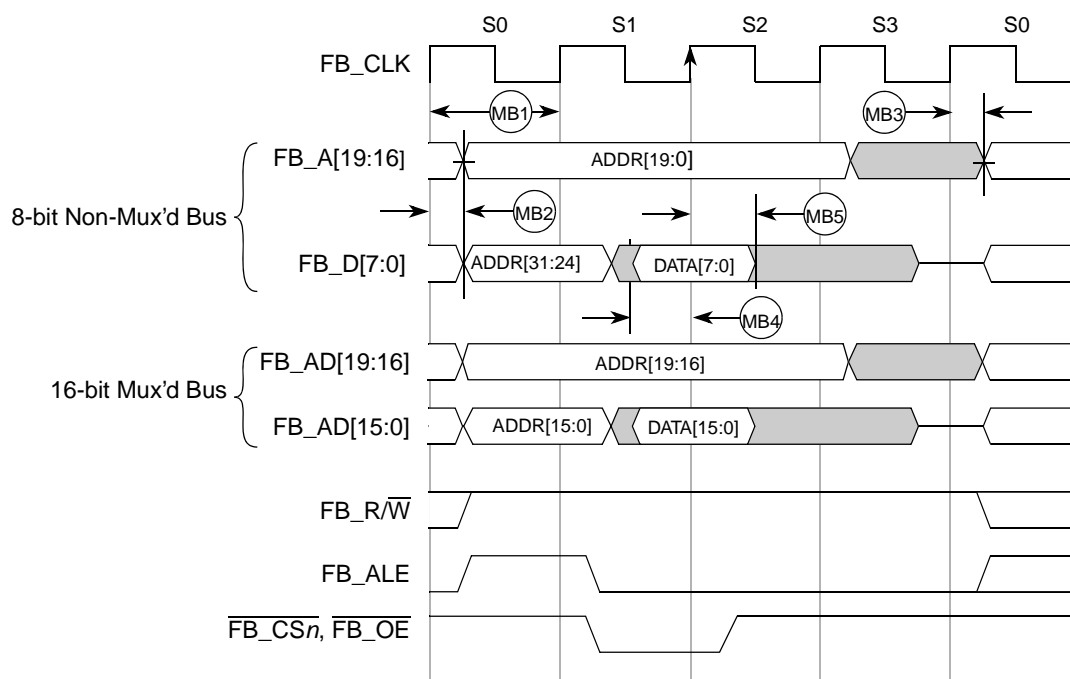 S0 S1 S2 S3 S0
FB_CLK
MB1 MB3
FB_A[19:16] ADDR[19:0]
8-bit Non-Mux'd Bus
MB2 MB5
FB_D[7:0] ADDR[31:24] DATA[7:0]
MB4
FB_AD[19:16] ADDR[19:16]
16-bit Mux'd Bus
FB_AD[15:0] ADDR[15:0] DATA[15:0]
FB_R/W̅
FB_ALE
F̅B̅_̅C̅S̅n̅, F̅B̅_̅O̅E̅